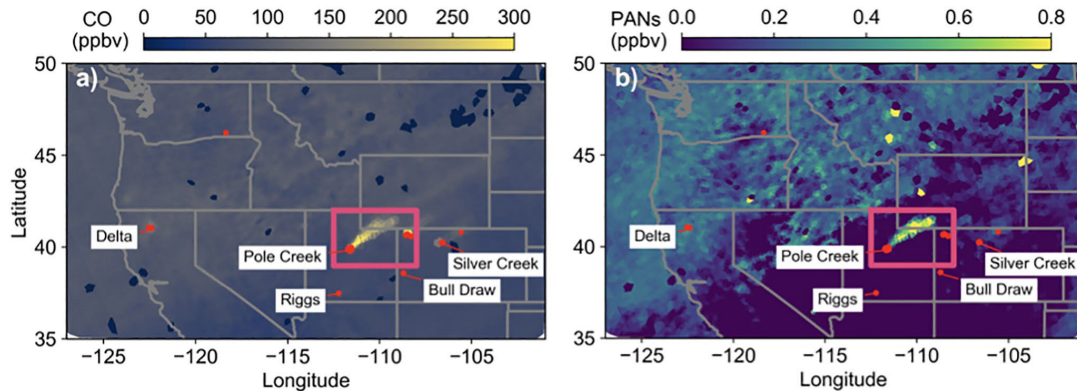 CO 0 50 100 150 200 250 300
(ppbv)
PANs 0.0 0.2 0.4 0.6 0.8
(ppbv)
a)
50
45
40
35
Latitude
Delta
Pole Creek
Silver Creek
Bull Draw
Riggs
−125 −120 −115 −110 −105
Longitude
b)
50
45
40
35
Delta
Pole Creek
Silver Creek
Bull Draw
Riggs
−125 −120 −115 −110 −105
Longitude